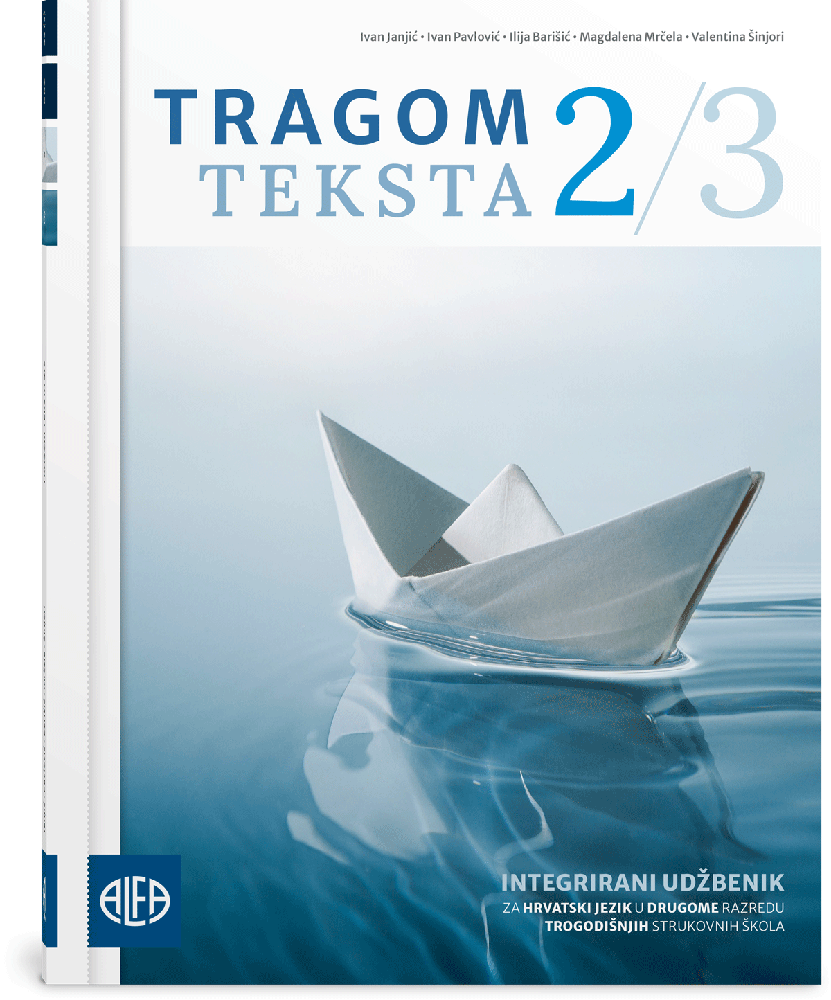 Ivan Janjić • Ivan Pavlović • Ilija Barišić • Magdalena Mrčela • Valentina Šinjori
TRAGOM 2/3
TEKSTA
INTEGRIRANI UDŽBENIK
ZA HRVATSKI JEZIK U DRUGOME RAZREDU
TROGODIŠNJIH STRUKOVNIH ŠKOLA
ALFA